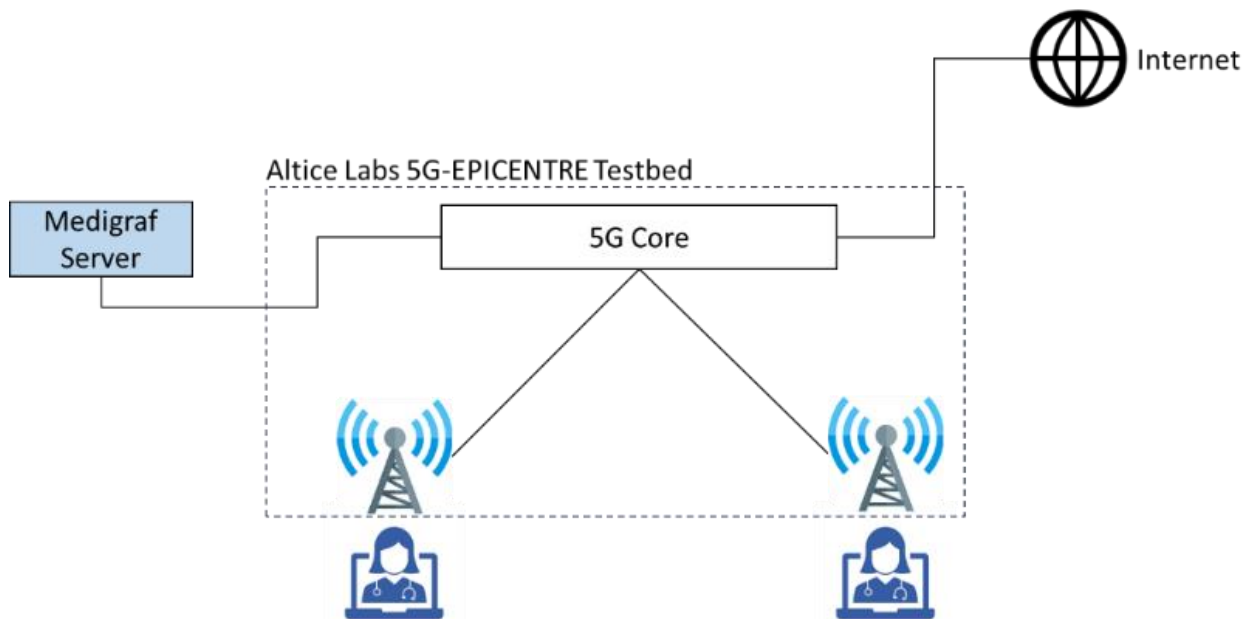 Internet
Altice Labs 5G-EPICENTRE Testbed
Medigraf
Server
5G Core